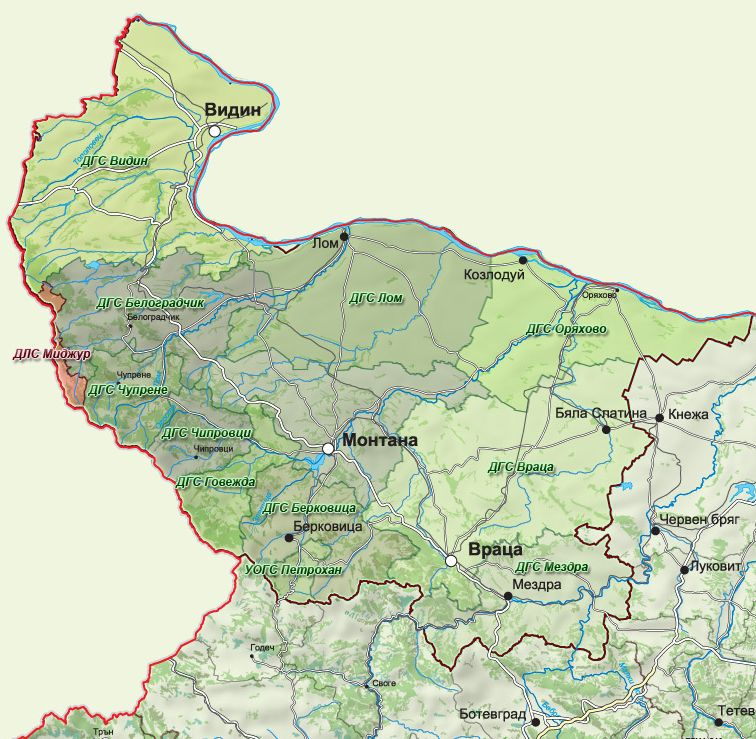 Видин
Тополовец
ДГС Видин
Лом
Козлодуй
Оряхово
ДГС Белоградчик
ДГС Лом
Белоградчик
ДГС Оряхово
ДЛС Миджур
Чупрене
ДГС Чупрене
Бяла Слатина
Кнежа
ДГС Чипровци
Монтана
Чипровци
ДГС Враца
ДГС Говежда
ДГС Берковица
Берковица
Червен бряг
Враца
УОГС Петрохан
ДГС Мездра
Луковит
Мездра
Годеч
Своге
Ботевград
Тетев
Трън